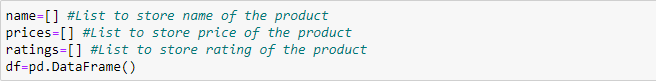 name=[] #List to store name of the product
prices=[] #List to store price of the product
ratings=[] #List to store rating of the product
df=pd.DataFrame()